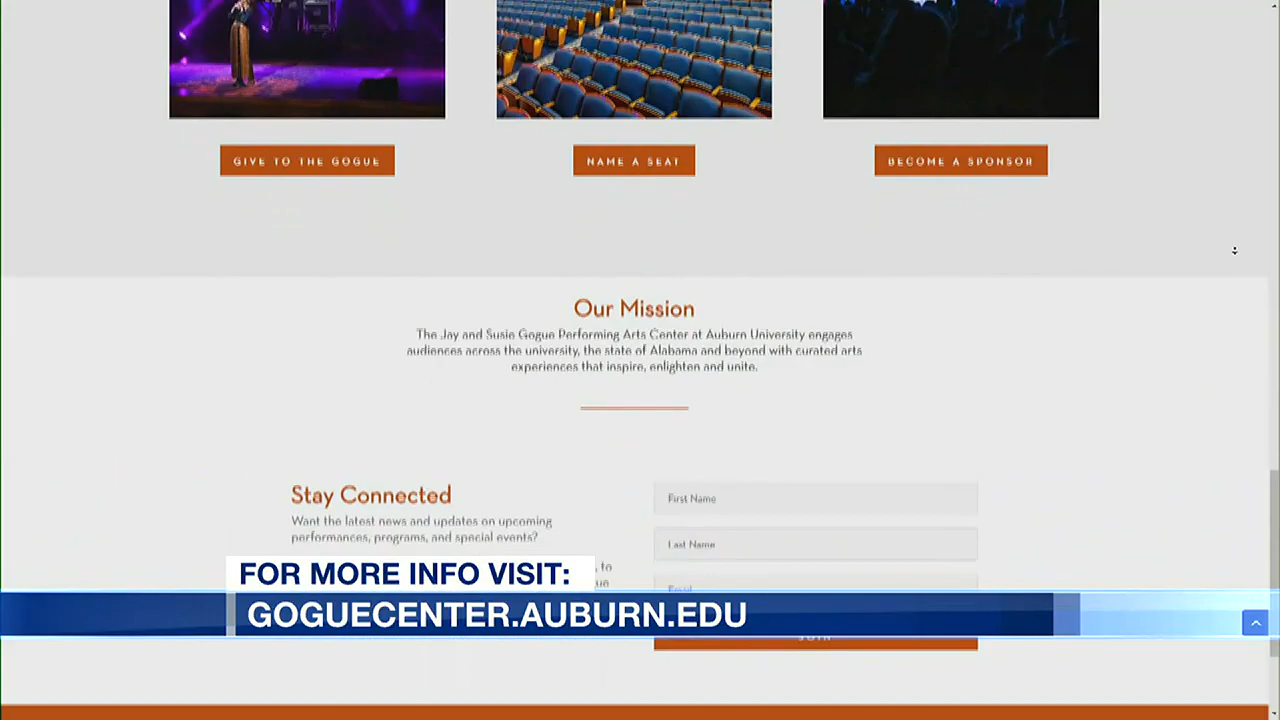 GIVE TO THE GOGUE
NAME A SEAT
BECOME A SPONSOR
Our Mission
The Jay and Susie Gogue Performing Arts Center at Auburn University engages
audiences across the university, the state of Alabama and beyond with curated arts
experiences that inspire, enlighten and unite.
Stay Connected
Want the latest news and updates on upcoming
performances, programs, and special events?
to
First Name
Last Name
Email
JOIN
FOR MORE INFO VISIT:
GOGUECENTER.AUBURN.EDU